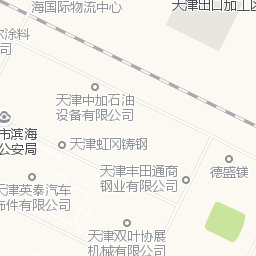 海国际物流中心
天津出口加工区
尔涂料
司
天津中加石油
设备有限公司
市滨海
公安局
天津虹冈铸钢
天津丰田通商
钢业有限公司
德盛镁
天津英泰汽车
饰件有限公司
天津双叶协展
机械有限公司